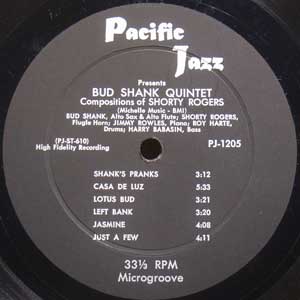 Pacific
Jazz
Presents
BUD SHANK QUINTET
Compositions of SHORTY ROGERS
(Michelle Music - BMI)
BUD SHANK, Alto Sax & Alto Flute; SHORTY ROGERS,
Flugle Horn; JIMMY ROWLES, Piano; ROY HARTE,
Drums; HARRY BABASIN, Bass
(PJ-ST-610)
High Fidelity Recording
PJ-1205
SHANK'S PRANKS 3:12
CASA DE LUZ 5:33
LOTUS BUD 3:21
LEFT BANK 3:20
JASMINE 4:08
JUST A FEW 4:11
33⅓ RPM
Microgroove